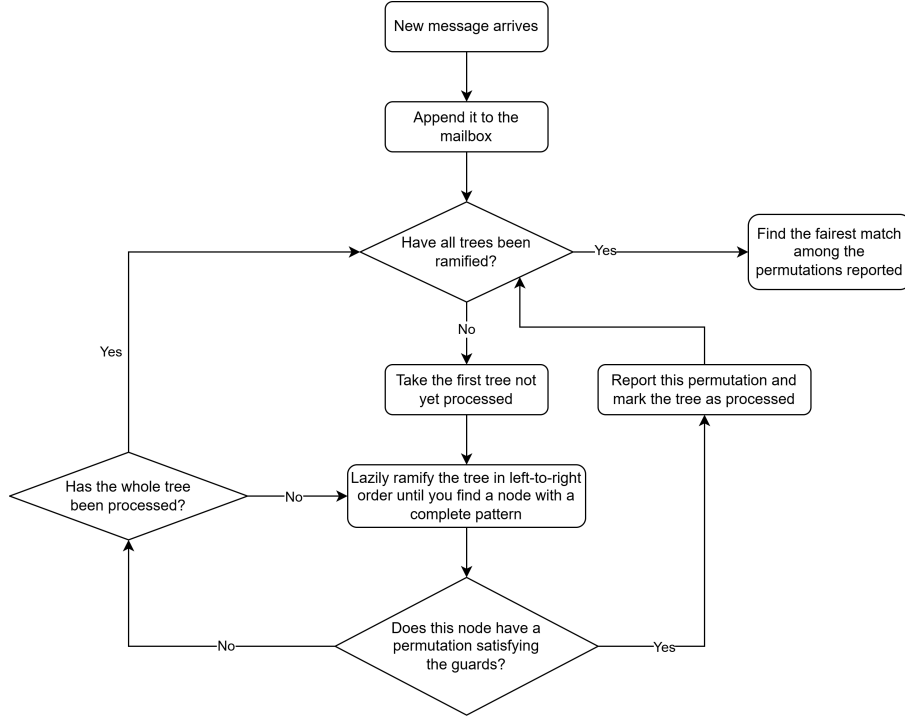 New message arrives
Append it to the
mailbox
Have all trees been
ramified?
Yes
Find the fairest match
among the
permutations reported
No
Yes
Take the first tree not
yet processed
Report this permutation and
mark the tree as processed
Has the whole tree
been processed?
No
Lazily ramify the tree in left-to-right
order until you find a node with a
complete pattern
Does this node have a
permutation satisfying
the guards?
No
Yes